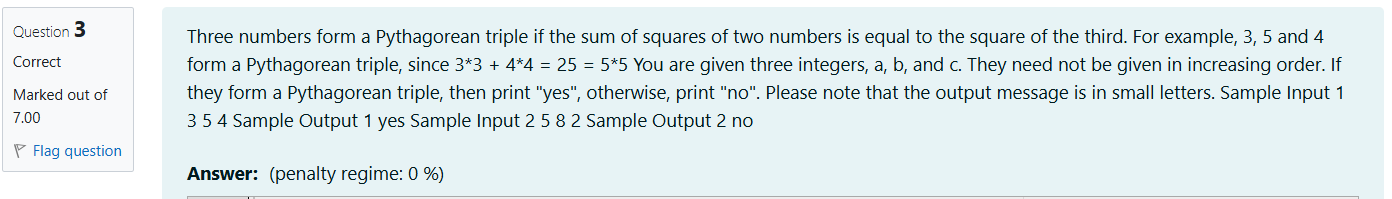 Question 3
Correct
Marked out of
7.00
Flag question
Three numbers form a Pythagorean triple if the sum of squares of two numbers is equal to the square of the third. For example, 3, 5 and 4
form a Pythagorean triple, since 3*3 + 4*4 = 25 = 5*5 You are given three integers, a, b, and c. They need not be given in increasing order. If
they form a Pythagorean triple, then print "yes", otherwise, print "no". Please note that the output message is in small letters. Sample Input 1
3 5 4 Sample Output 1 yes Sample Input 2 5 8 2 Sample Output 2 no
Answer: (penalty regime: 0 %)